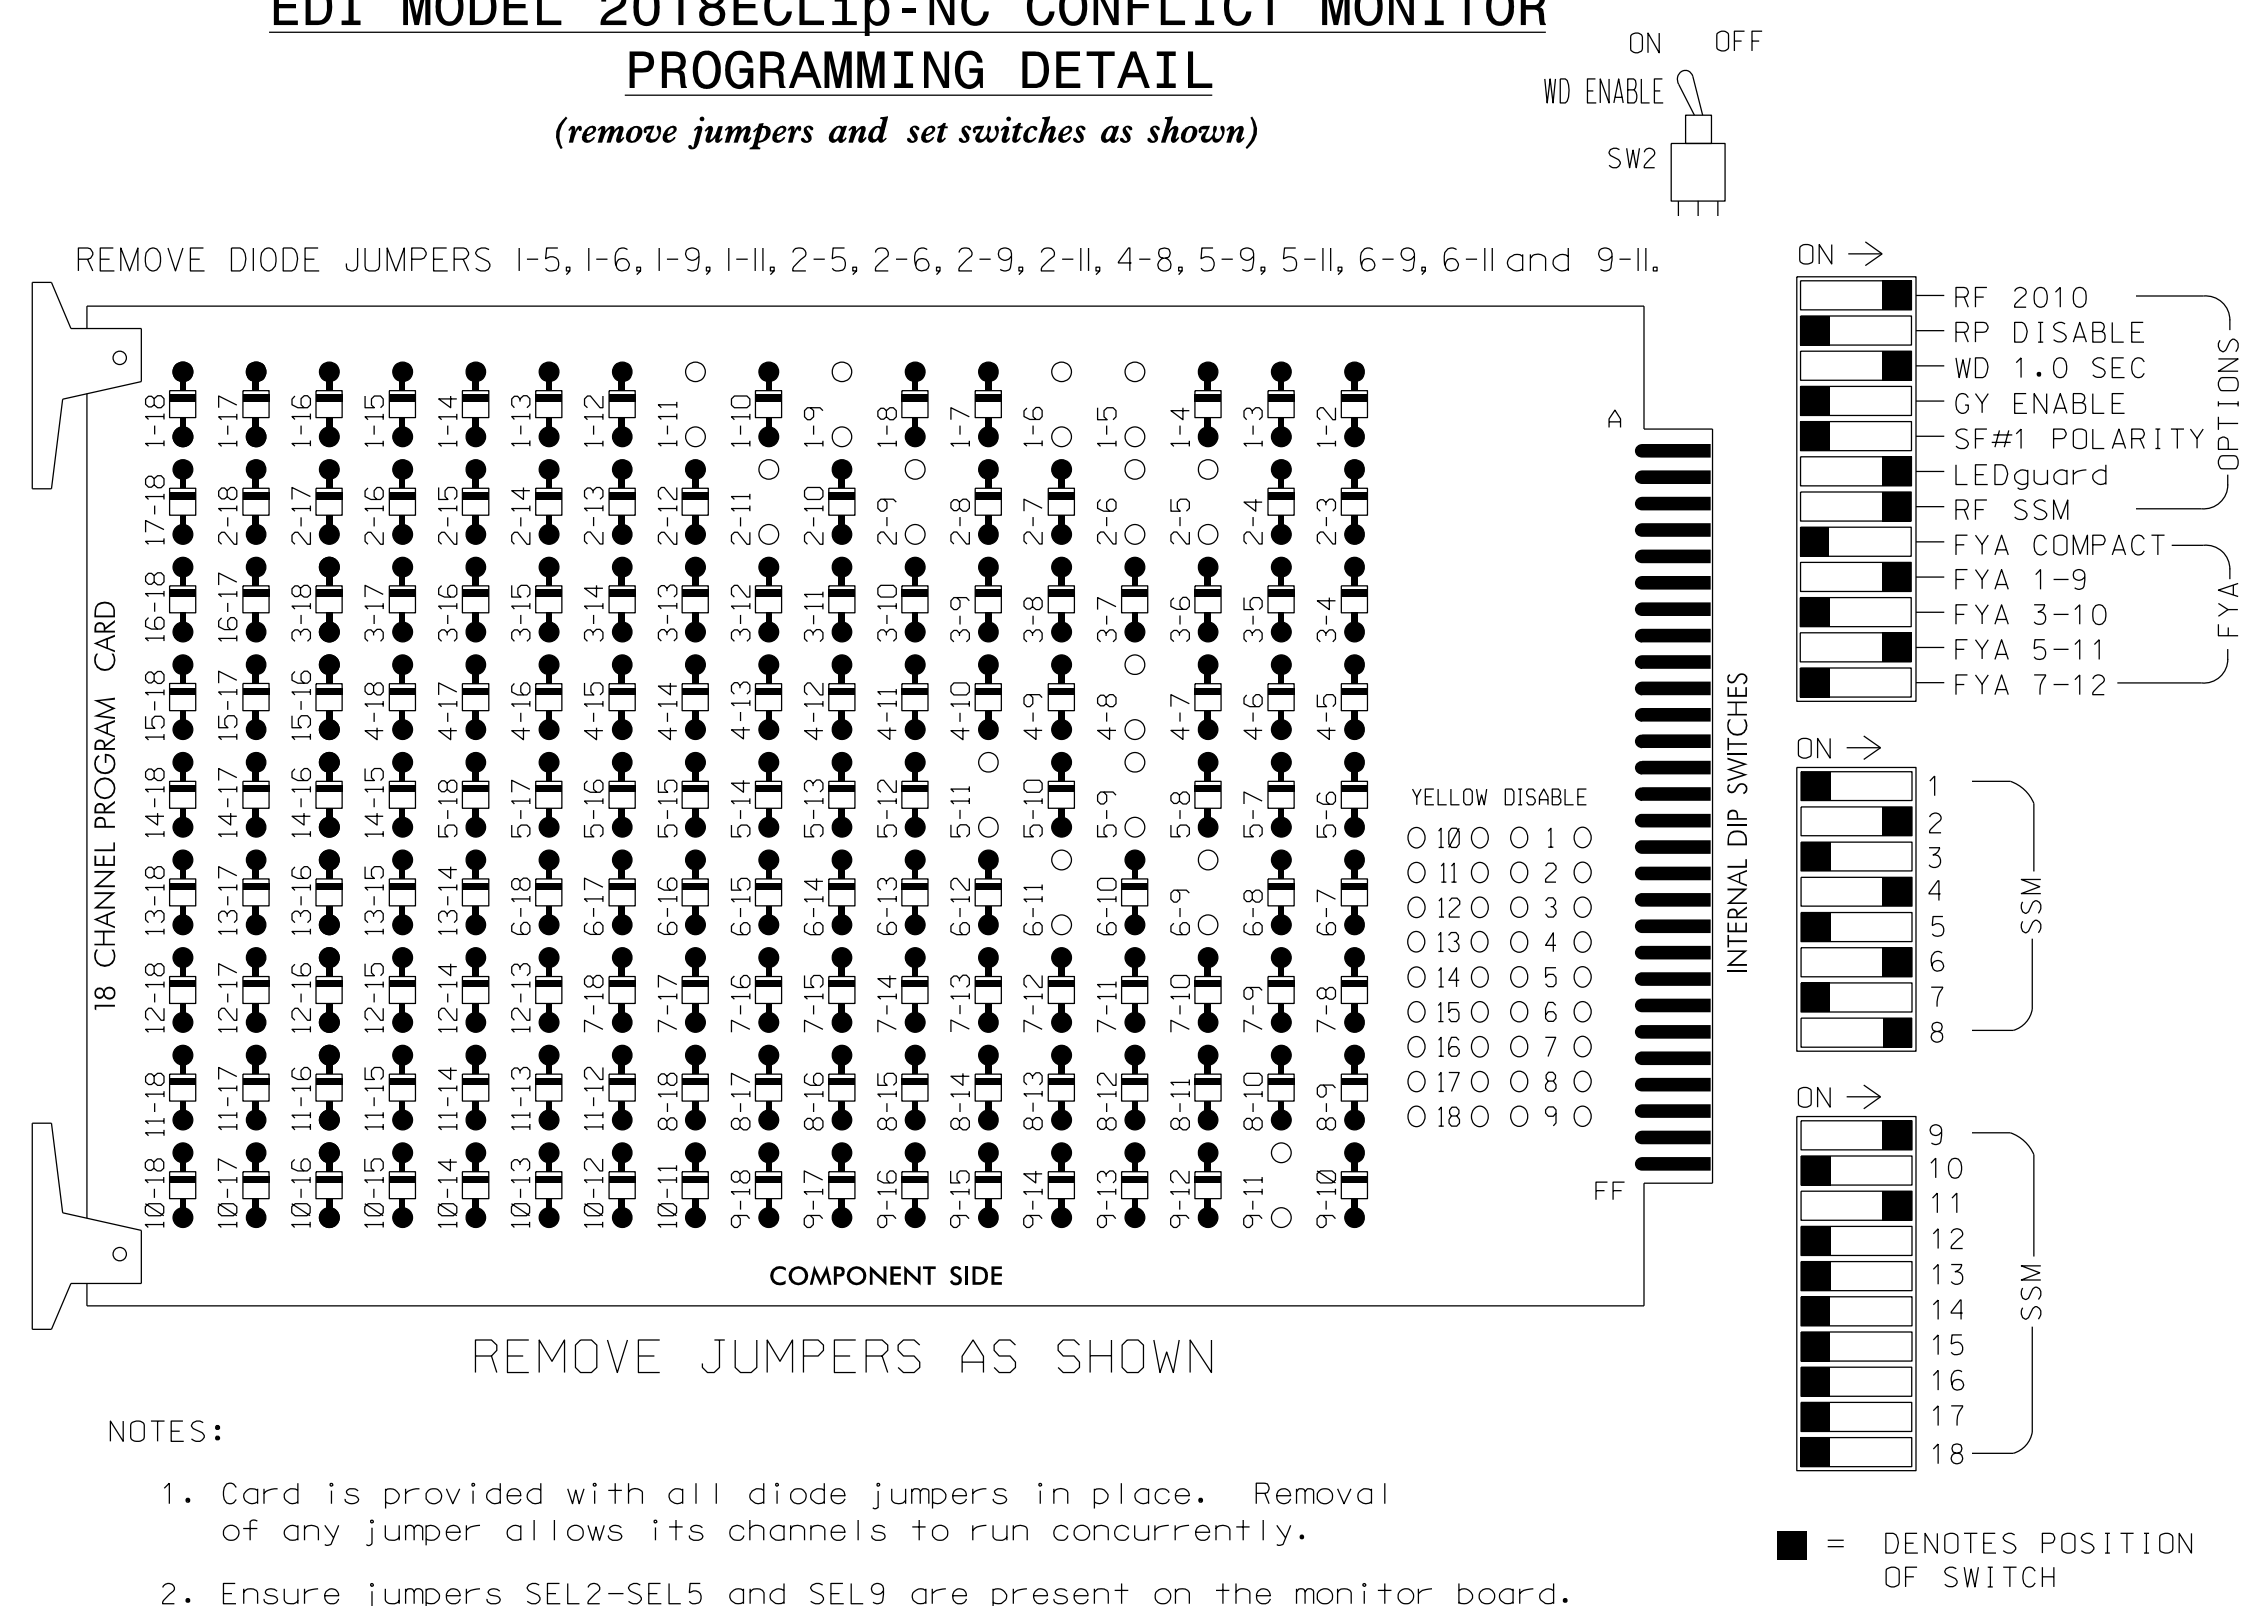 EDI MODEL 2018ECLip-NC CONFLICT MONITOR
PROGRAMMING DETAIL
(remove jumpers and set switches as shown)
ON OFF
WD ENABLE
SW2
REMOVE DIODE JUMPERS 1-5, 1-6, 1-9, 1-11, 2-5, 2-6, 2-9, 2-11, 4-8, 5-9, 5-11, 6-9, 6-11 and 9-11.
18 CHANNEL PROGRAM CARD
1-18 1-17 1-16 1-15 1-14 1-13 1-12 1-11 1-10 1-9 1-8 1-7 1-6 1-5 1-4 1-3 1-2
17-18 2-18 2-17 2-16 2-15 2-14 2-13 2-12 2-11 2-10 2-9 2-8 2-7 2-6 2-5 2-4 2-3
16-18 16-17 3-18 3-17 3-16 3-15 3-14 3-13 3-12 3-11 3-10 3-9 3-8 3-7 3-6 3-5 3-4
15-18 15-17 15-16 4-18 4-17 4-16 4-15 4-14 4-13 4-12 4-11 4-10 4-9 4-8 4-7 4-6 4-5
14-18 14-17 14-16 14-15 5-18 5-17 5-16 5-15 5-14 5-13 5-12 5-11 5-10 5-9 5-8 5-7 5-6
13-18 13-17 13-16 13-15 13-14 6-18 6-17 6-16 6-15 6-14 6-13 6-12 6-11 6-10 6-9 6-8 6-7
12-18 12-17 12-16 12-15 12-14 12-13 7-18 7-17 7-16 7-15 7-14 7-13 7-12 7-11 7-10 7-9 7-8
11-18 11-17 11-16 11-15 11-14 11-13 11-12 8-18 8-17 8-16 8-15 8-14 8-13 8-12 8-11 8-10 8-9
10-18 10-17 10-16 10-15 10-14 10-13 10-12 10-11 9-18 9-17 9-16 9-15 9-14 9-13 9-12 9-11 9-10
YELLOW DISABLE
10 1
11 2
12 3
13 4
14 5
15 6
16 7
17 8
18 9
A
FF
COMPONENT SIDE
INTERNAL DIP SWITCHES
ON
RF 2010
RP DISABLE
WD 1.0 SEC
GY ENABLE
SF#1 POLARITY
LEDguard
RF SSM
OPTIONS
FYA COMPACT
FYA 1-9
FYA 3-10
FYA 5-11
FYA 7-12
FYA
ON
1
2
3
4
5
6
7
8
SSM
ON
9
10
11
12
13
14
15
16
17
18
SSM
REMOVE JUMPERS AS SHOWN
NOTES:
1. Card is provided with all diode jumpers in place. Removal
of any jumper allows its channels to run concurrently.
2. Ensure jumpers SEL2-SEL5 and SEL9 are present on the monitor board.
= DENOTES POSITION
OF SWITCH